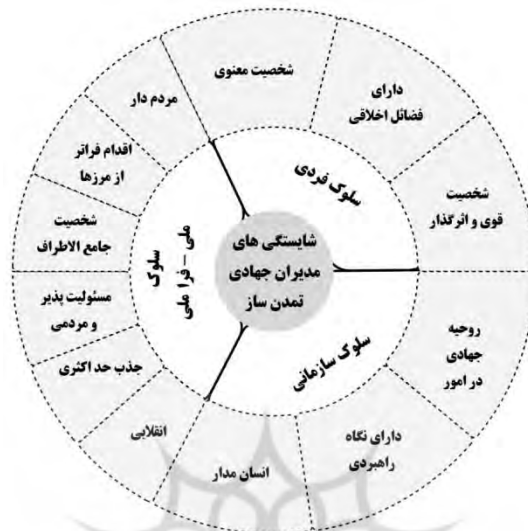 شایستگی های
مدیران جهادی
تمدن ساز
سلوک فردی
شخصیت معنوی
دارای
فضائل اخلاقی
شخصیت
قوی و اثرگذار
سلوک سازمانی
روحیه
جهادی
در امور
دارای نگاه
راهبردی
انسان مدار
سلوک
ملی – فرا ملی
انقلابی
جذب حداکثری
مسئولیت پذیر
و مردمی
شخصیت
جامع الاطراف
اقدام فراتر
از مرزها
مردم دار